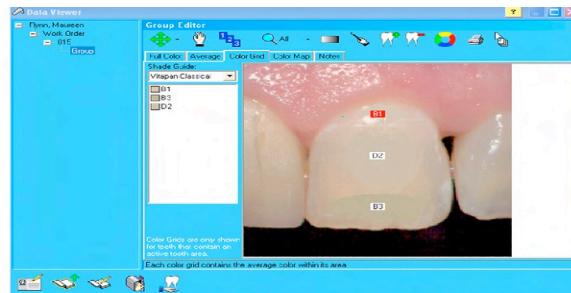 Data Viewer
Flynn, Maureen
Work Order
815
Group
Group Editor
All
Full Color
Average
Color Grid
Color Map
Notes
Shade Guide:
Vitapan Classical
B1
B3
D2
B1
D2
B3
Color Grids are only shown
for teeth that contain an
active tooth area.
Each color grid contains the average color within its area